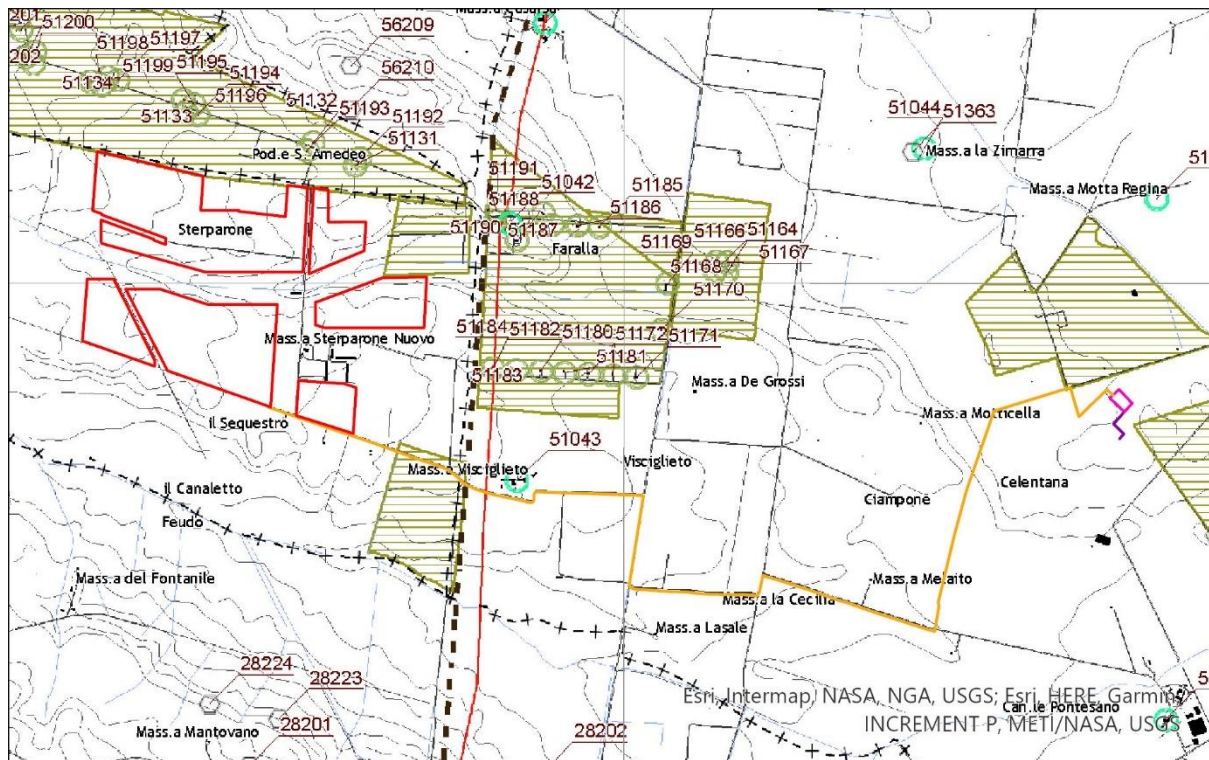 Mass.a Casarsa
201
51200
51198
51197
56209
202
51199
51195
51194
56210
51134
51196
51132
51193
51192
51133
51131
Pod.e S. Amedeo
51044
51363
Mass.a la Zimarra
51191
51042
51185
Mass.a Motta Regina
51188
51186
Sterparone
51190
51187
Faralla
51166
51164
51169
51167
51168
51170
Mass.a Sterparone Nuovo
51184
51182
51180
51172
51171
51181
51183
Mass.a De Grossi
il Sequestro
Mass.a Motticella
51043
Mass.a Visciglieto
Visciglieto
Celentana
il Canaletto
Ciampone
Feudo
Mass.a del Fontanile
Mass.a Melaito
Mass.a la Cecilia
Mass.a Lasale
28224
28223
Esri, Intermap, NASA, NGA, USGS; Esri, HERE, Garmin,
Can.le Pontesano
INCREMENT P, METI/NASA, USGS
Mass.a Mantovano
28201
28202